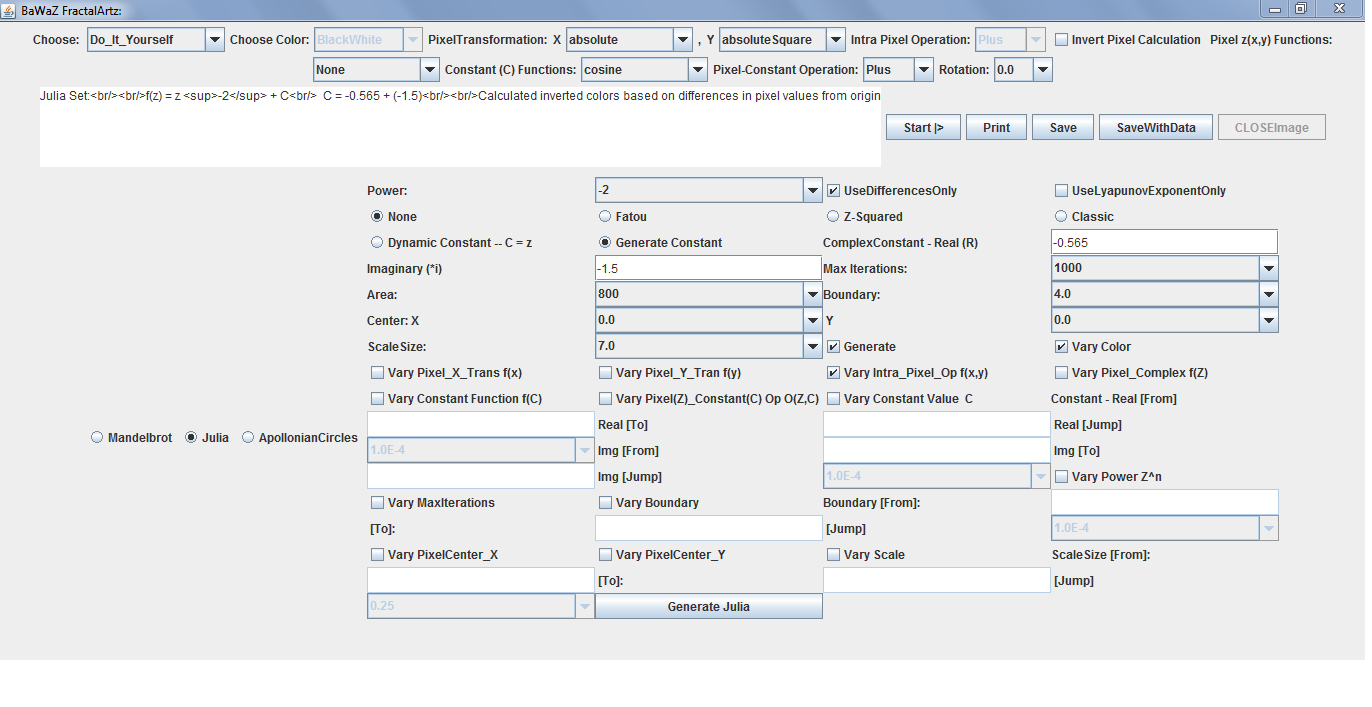 BaWaZ FractalArtz:
Choose: Do_It_Yourself Choose Color: BlackWhite PixelTransformation: X absolute , Y absoluteSquare Intra Pixel Operation: Plus Invert Pixel Calculation Pixel z(x,y) Functions:
None Constant (C) Functions: cosine Pixel-Constant Operation: Plus Rotation: 0.0
Julia Set:<br/><br/>f(z) = z <sup>-2</sup> + C<br/> C = -0.565 + (-1.5)<br/><br/>Calculated inverted colors based on differences in pixel values from origin
Start |> Print Save SaveWithData CLOSEImage
Power: -2 UseDifferencesOnly UseLyapunovExponentOnly
None Fatou Z-Squared Classic
Dynamic Constant -- C = z Generate Constant ComplexConstant - Real (R) -0.565
Imaginary (*i) -1.5 Max Iterations: 1000
Area: 800 Boundary: 4.0
Center: X 0.0 Y 0.0
ScaleSize: 7.0 Generate Vary Color
Vary Pixel_X_Trans f(x) Vary Pixel_Y_Tran f(y) Vary Intra_Pixel_Op f(x,y) Vary Pixel_Complex f(Z)
Vary Constant Function f(C) Vary Pixel(Z)_Constant(C) Op O(Z,C) Vary Constant Value C Constant - Real [From]
Real [To] Real [Jump]
Mandelbrot Julia ApollonianCircles
1.0E-4 Img [From] Img [To]
Img [Jump] 1.0E-4 Vary Power Z^n
Vary MaxIterations Vary Boundary Boundary [From]:
[To]: [Jump] 1.0E-4
Vary PixelCenter_X Vary PixelCenter_Y Vary Scale ScaleSize [From]:
[To]: [Jump]
0.25 Generate Julia